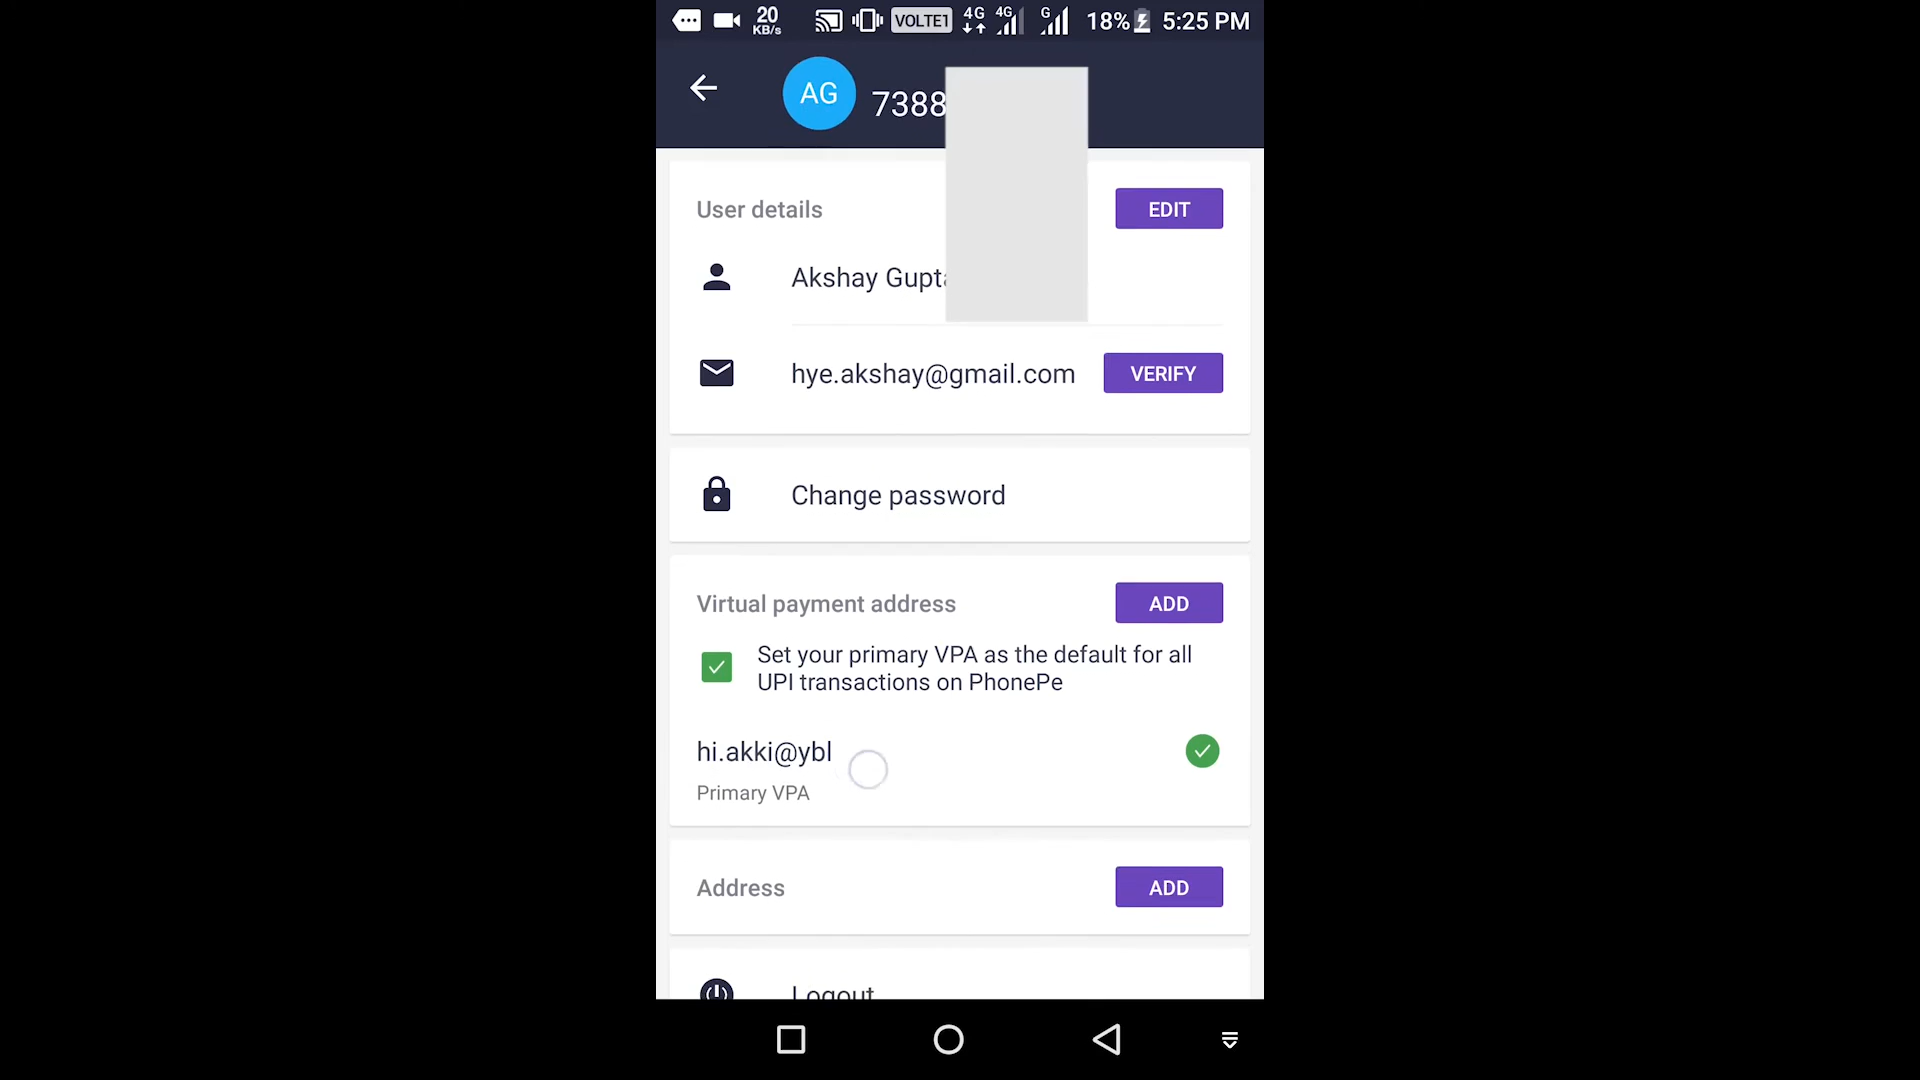 20 KB/s VOLTE1 4G 4G G 18% 5:25 PM
AG 7388
User details EDIT
Akshay Gupta
hye.akshay@gmail.com VERIFY
Change password
Virtual payment address ADD
Set your primary VPA as the default for all
UPI transactions on PhonePe
hi.akki@ybl
Primary VPA
Address ADD
Logout